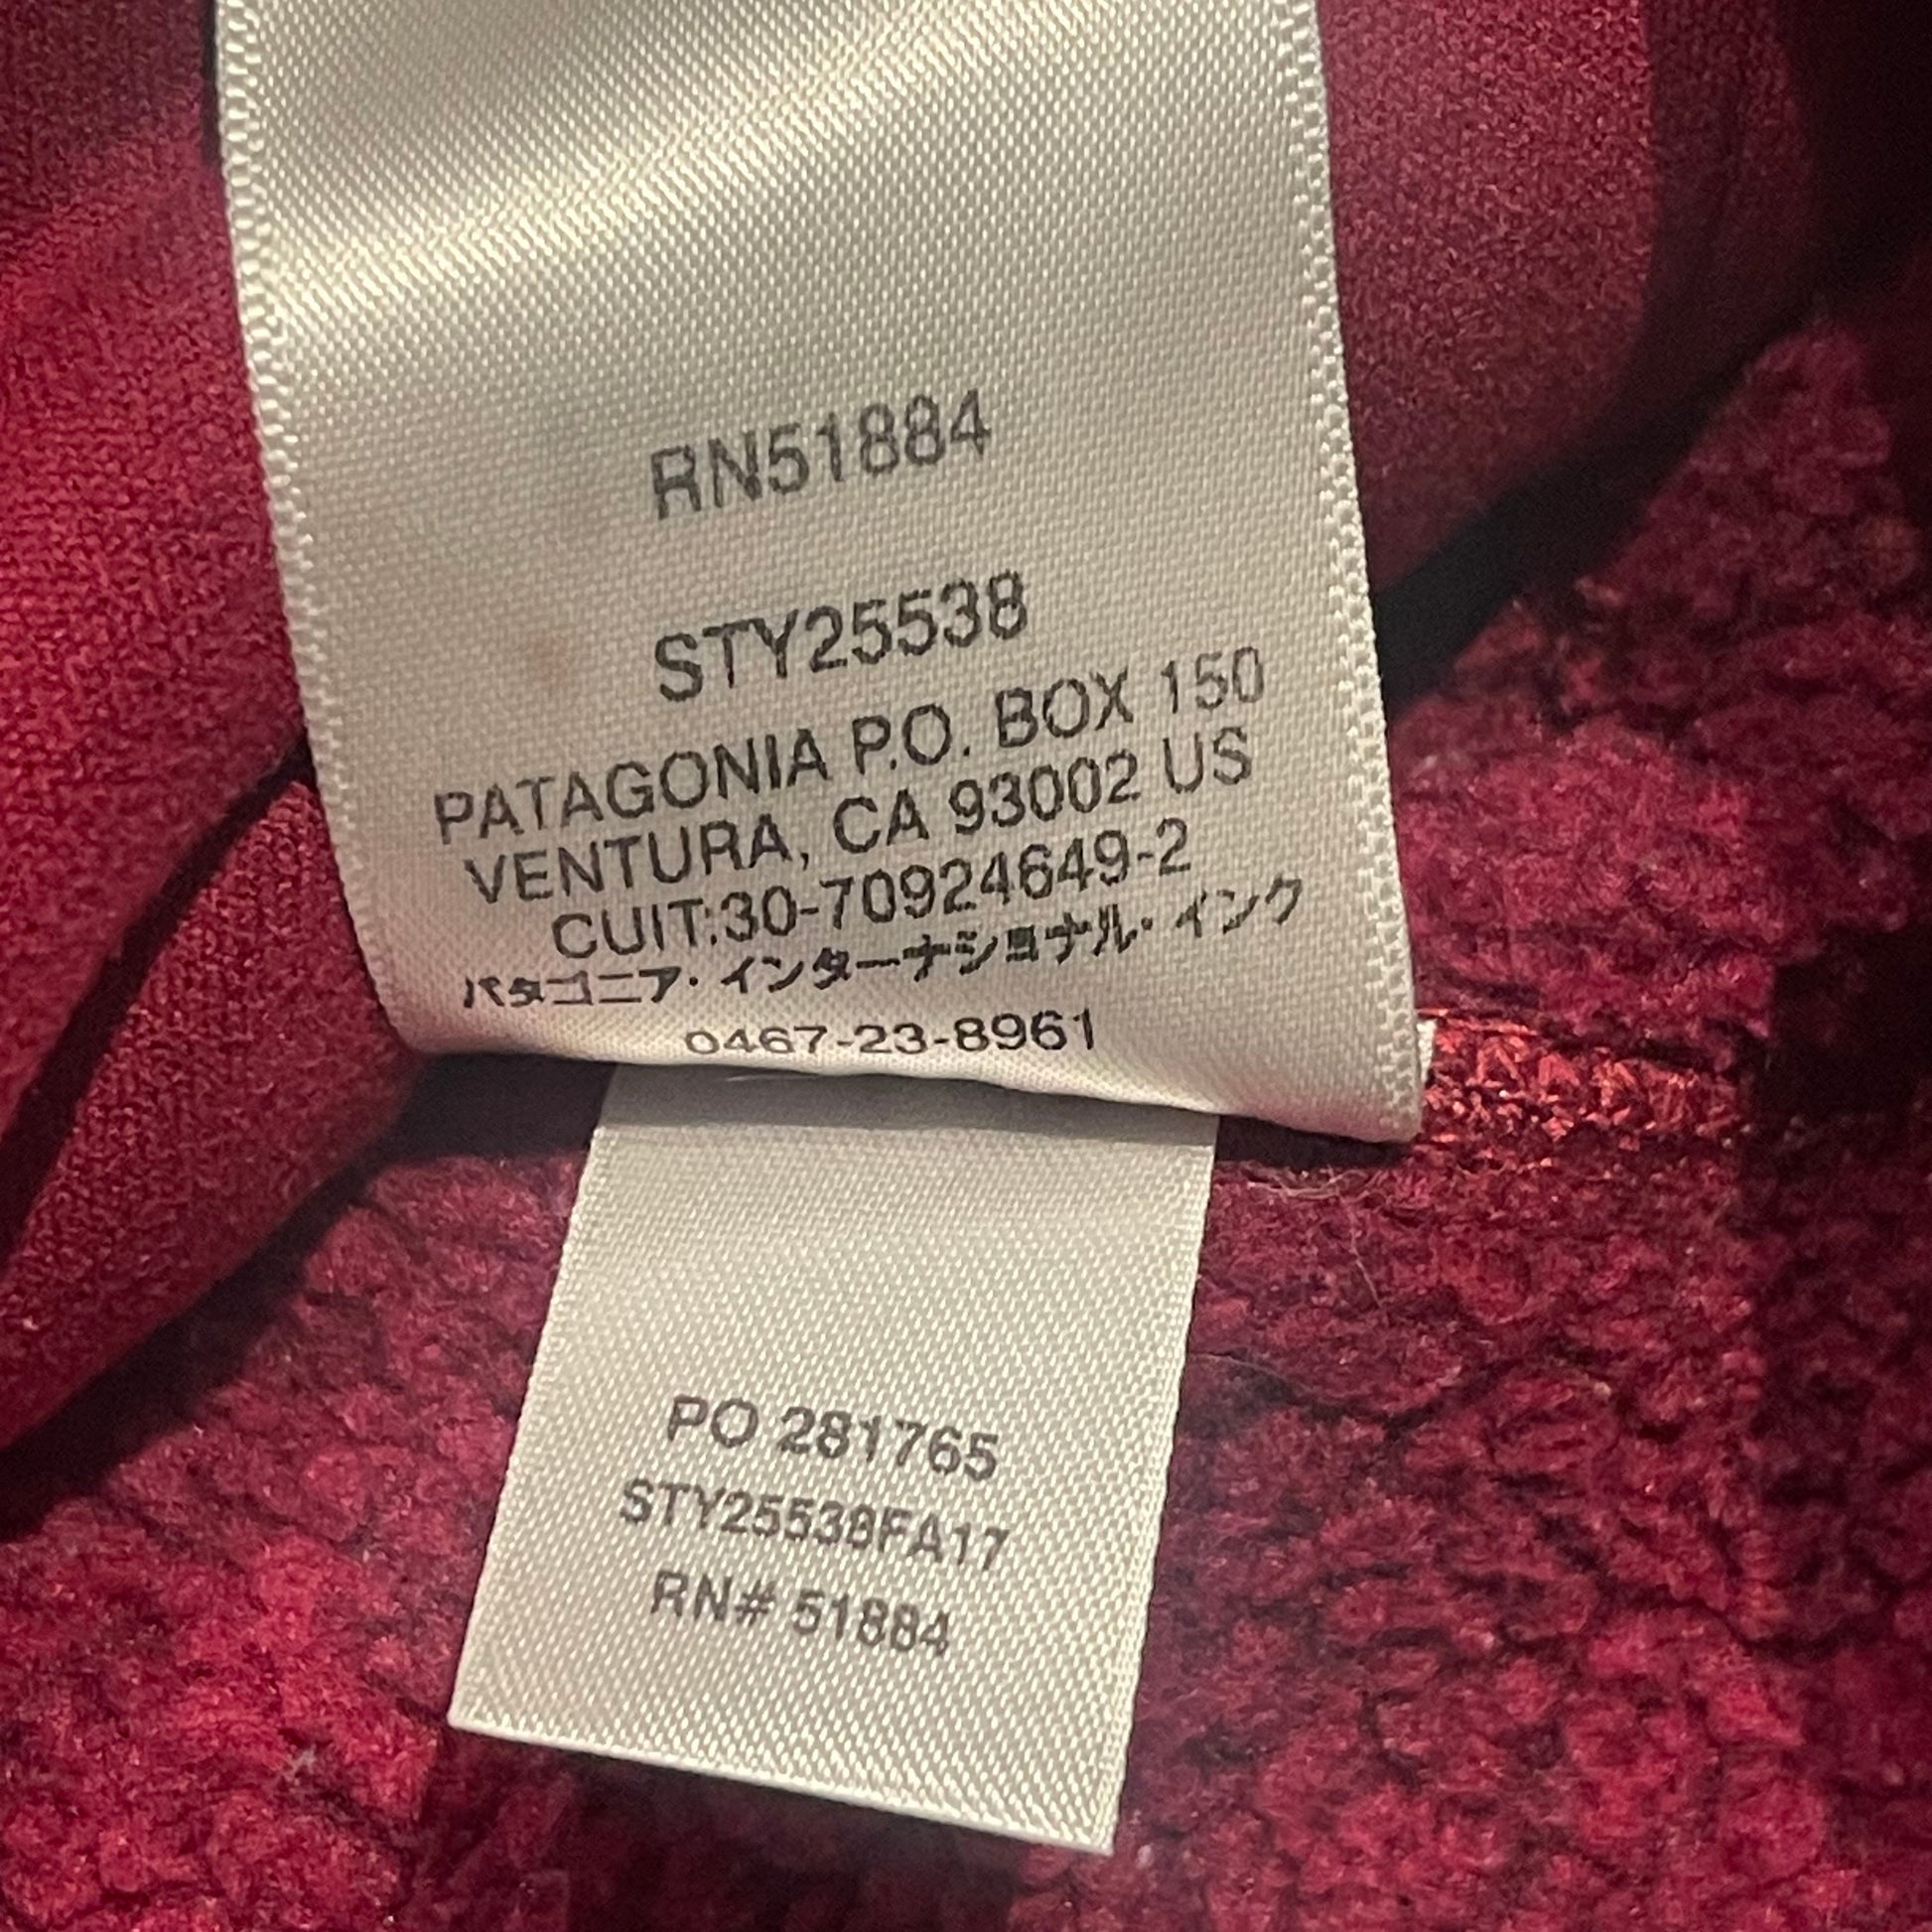 RN51884
STY25538
PATAGONIA P.O. BOX 150
VENTURA, CA 93002 US
CUIT:30-70924649-2
パタゴニア・インターナショナル・インク
0467-23-8961
PO 281765
STY25538FA17
RN# 51884